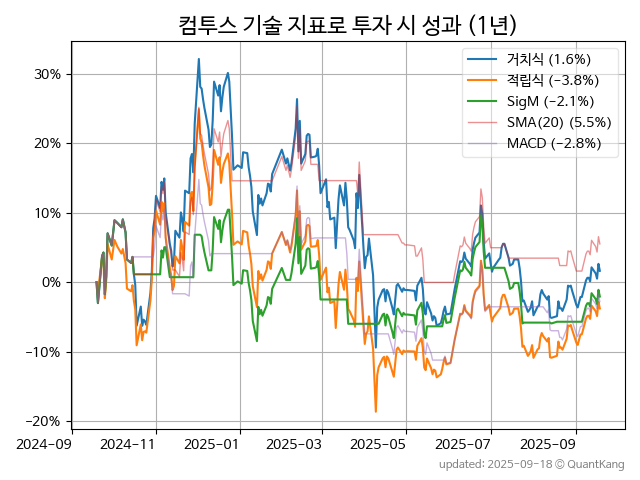 컴투스 기술 지표로 투자 시 성과 (1년)
거치식 (1.6%)
적립식 (−3.8%)
SigM (−2.1%)
SMA(20) (5.5%)
MACD (−2.8%)
30%
20%
10%
0%
−10%
−20%
2024-09 2024-11 2025-01 2025-03 2025-05 2025-07 2025-09
updated: 2025-09-18 © QuantKang